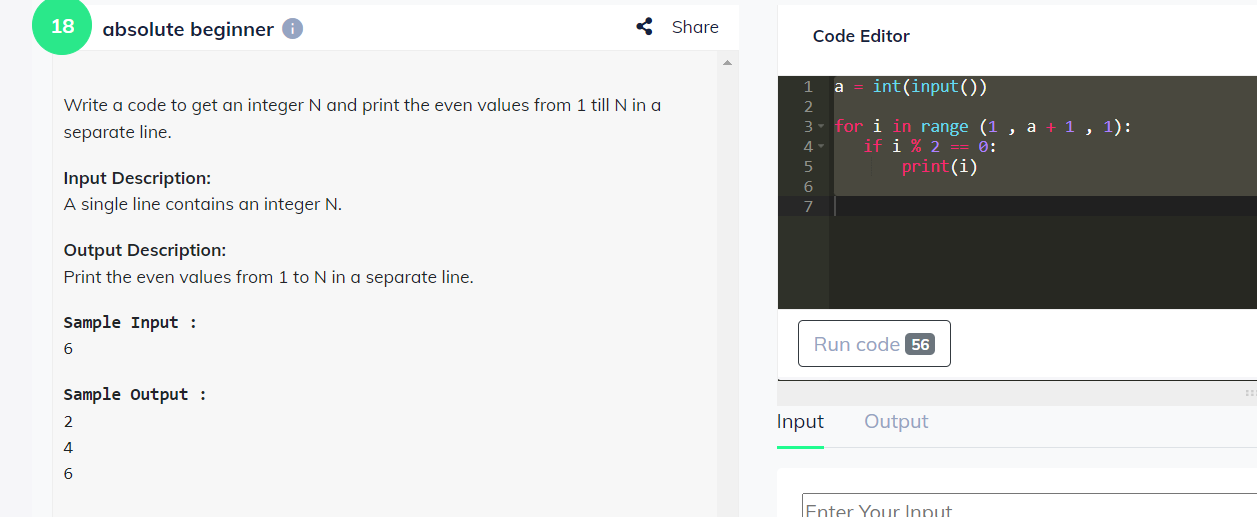 18
absolute beginner i
Share
Write a code to get an integer N and print the even values from 1 till N in a
separate line.
Input Description:
A single line contains an integer N.
Output Description:
Print the even values from 1 to N in a separate line.
Sample Input :
6
Sample Output :
2
4
6
Code Editor
1 a = int(input())
2
3 for i in range (1 , a + 1 , 1):
4 if i % 2 == 0:
5 print(i)
6
7
Run code 56
Input Output
Enter Your Input